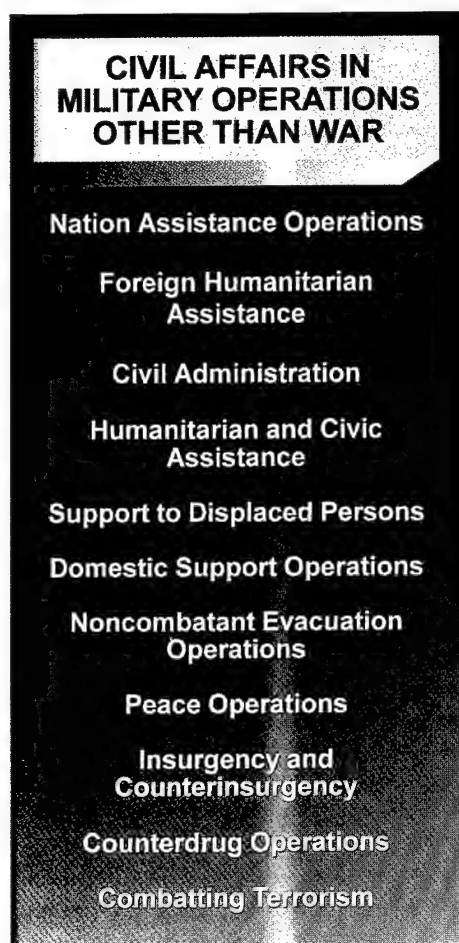 CIVIL AFFAIRS IN
MILITARY OPERATIONS
OTHER THAN WAR
Nation Assistance Operations
Foreign Humanitarian
Assistance
Civil Administration
Humanitarian and Civic
Assistance
Support to Displaced Persons
Domestic Support Operations
Noncombatant Evacuation
Operations
Peace Operations
Insurgency and
Counterinsurgency
Counterdrug Operations
Combatting Terrorism